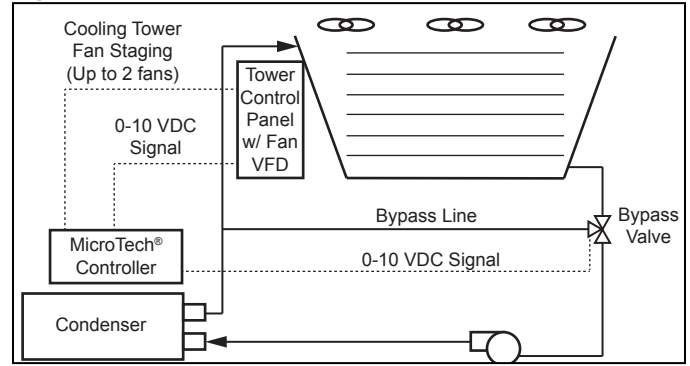 Cooling Tower
Fan Staging
(Up to 2 fans)
Tower
Control
Panel
w/ Fan
VFD
0-10 VDC
Signal
Bypass Line
Bypass
Valve
MicroTech®
Controller
0-10 VDC Signal
Condenser